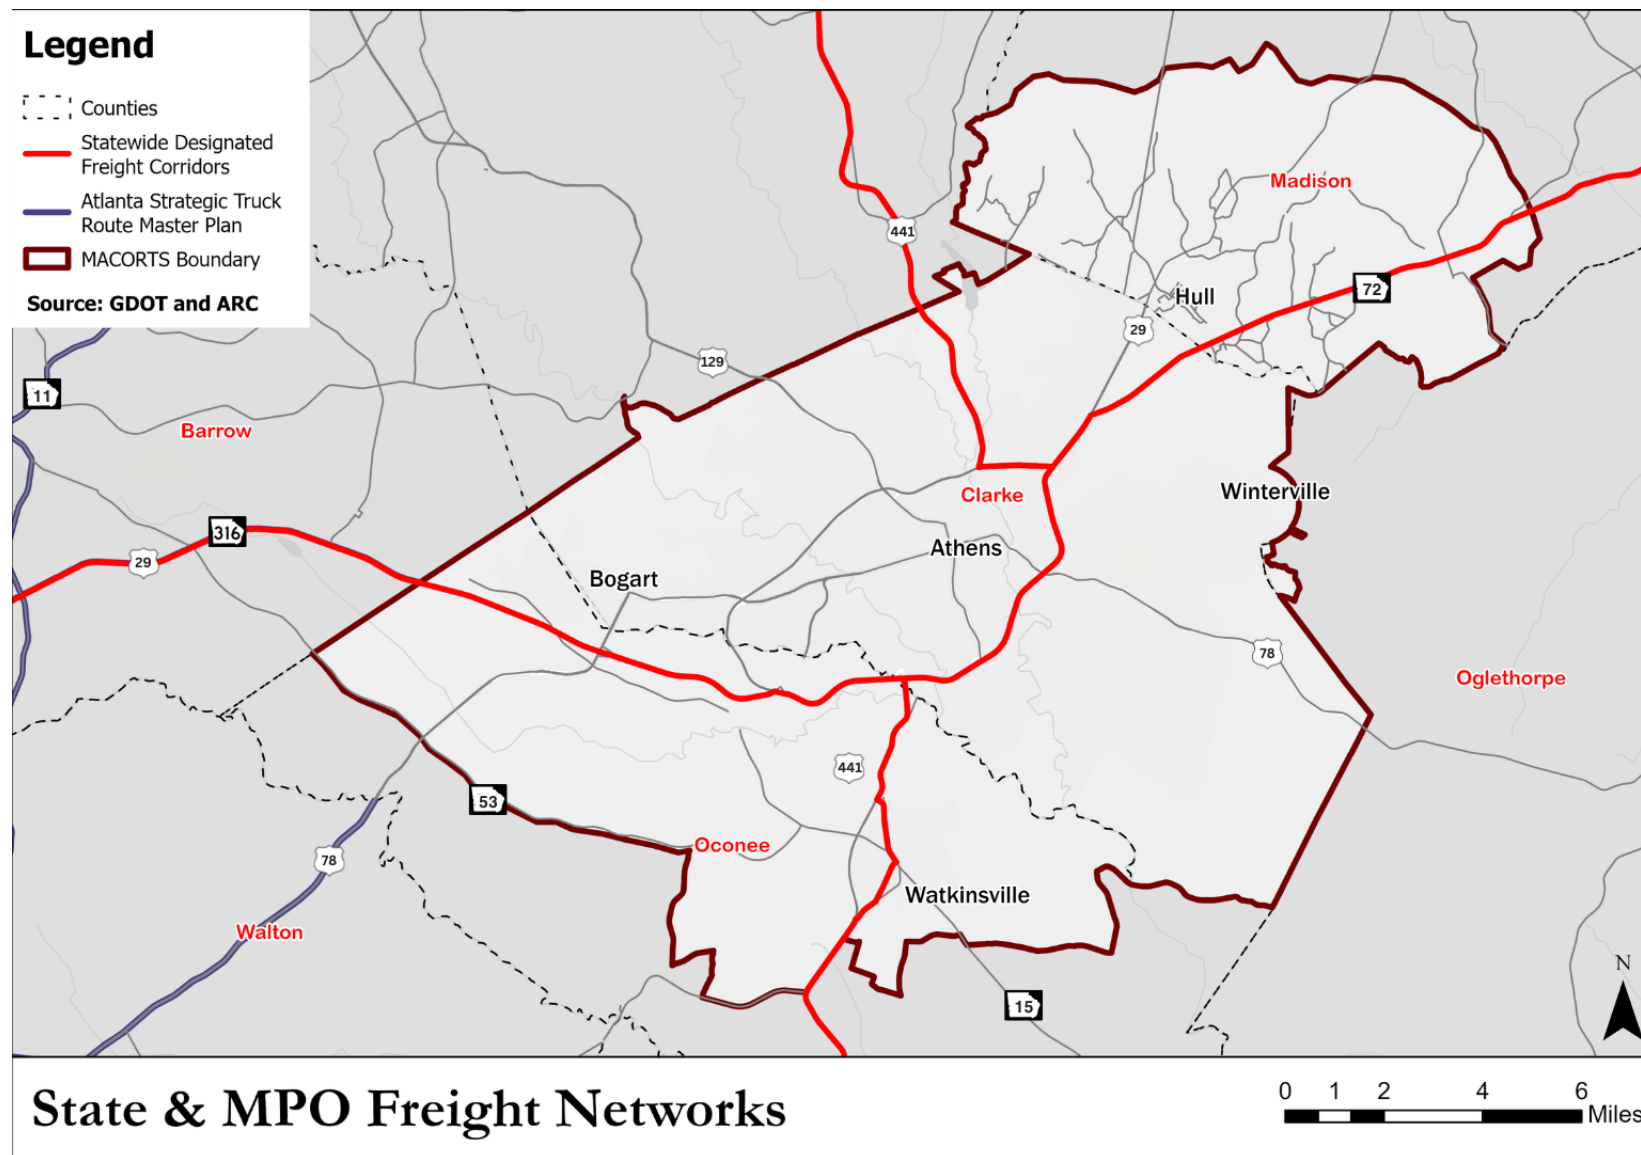 Legend
Counties
Statewide Designated
Freight Corridors
Atlanta Strategic Truck
Route Master Plan
MACORTS Boundary
Source: GDOT and ARC
441
Madison
72
Hull
29
129
11
Barrow
Clarke
Winterville
316
29
Athens
Bogart
78
Oglethorpe
441
53
Oconee
78
Watkinsville
Walton
15
N
State & MPO Freight Networks
0 1 2 4 6
Miles